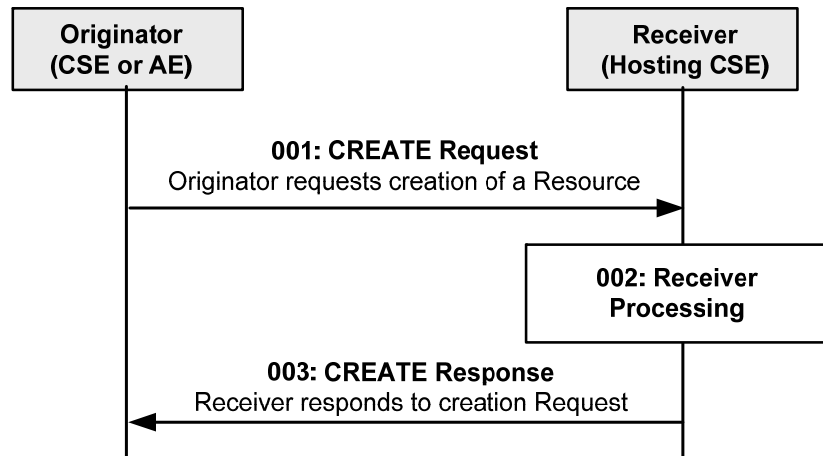 Originator
(CSE or AE)
Receiver
(Hosting CSE)
001: CREATE Request
Originator requests creation of a Resource
002: Receiver
Processing
003: CREATE Response
Receiver responds to creation Request